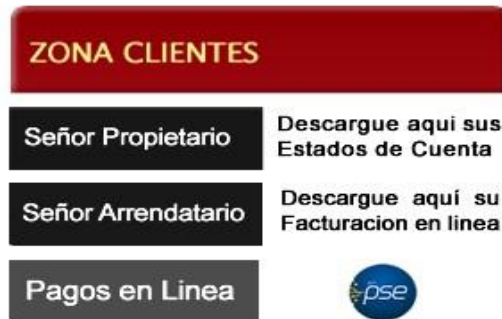 ZONA CLIENTES
Señor Propietario
Descargue aqui sus
Estados de Cuenta
Señor Arrendatario
Descargue aquí su
Facturacion en linea
Pagos en Linea
pse